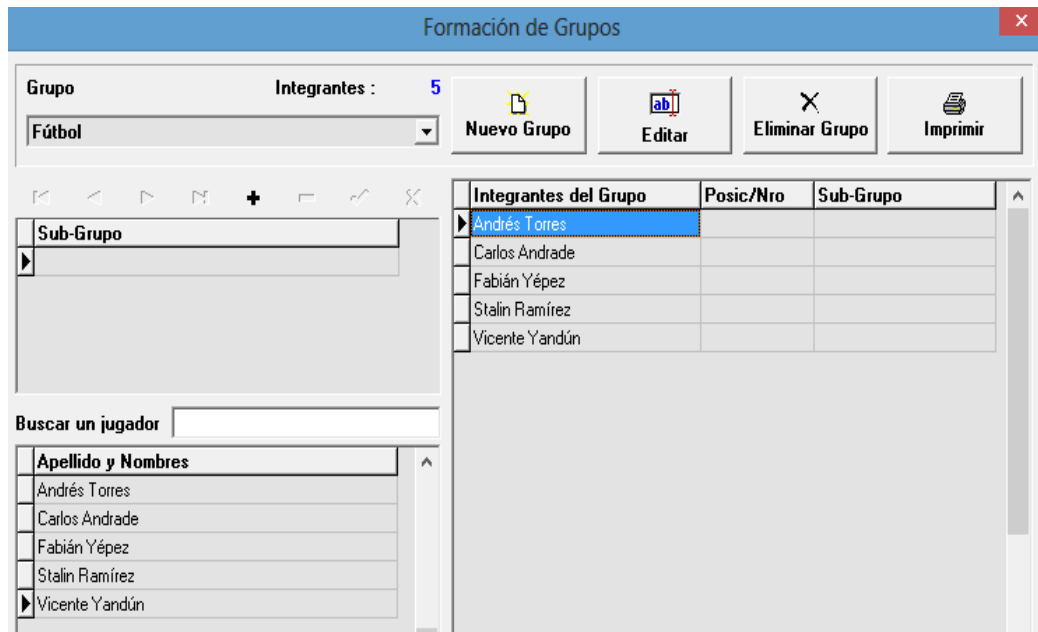 Formación de Grupos
Grupo Integrantes : 5
Fútbol
Nuevo Grupo
Editar
Eliminar Grupo
Imprimir
Sub-Grupo
Buscar un jugador
Apellido y Nombres
Andrés Torres
Carlos Andrade
Fabián Yépez
Stalin Ramírez
Vicente Yandún
Integrantes del Grupo Posic/Nro Sub-Grupo
Andrés Torres
Carlos Andrade
Fabián Yépez
Stalin Ramírez
Vicente Yandún